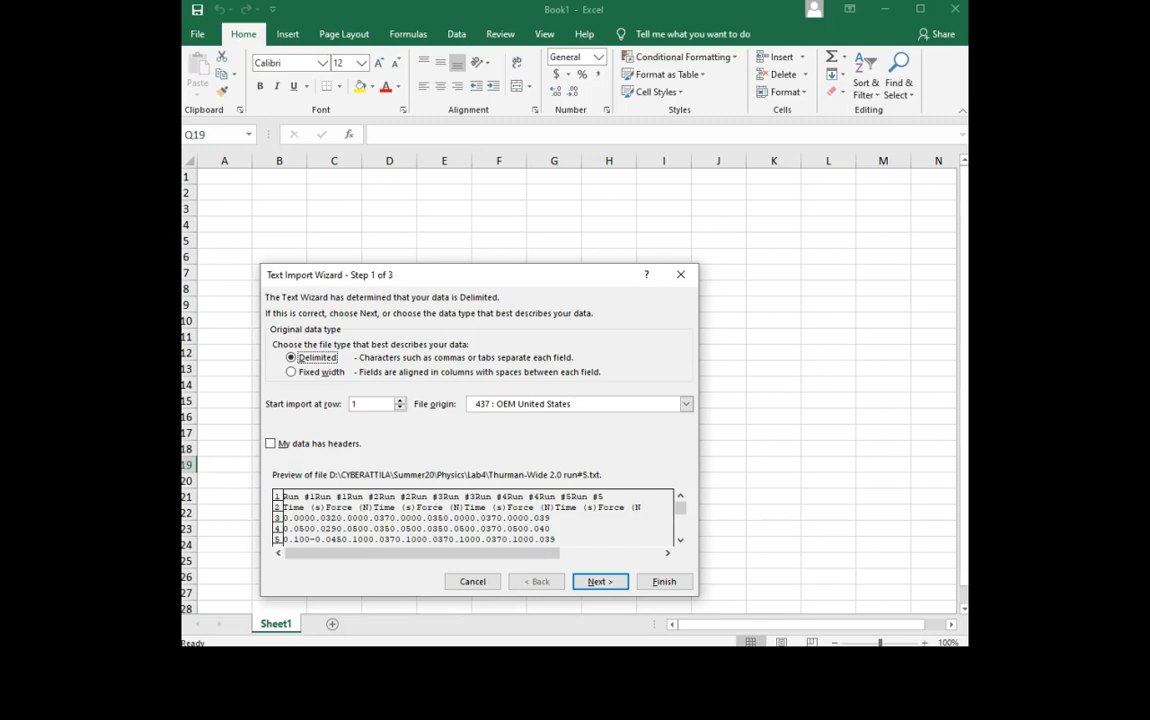 Book1 - Excel
File Home Insert Page Layout Formulas Data Review View Help Tell me what you want to do Share
Calibri 12 General Conditional Formatting Insert
Paste B I U $ % , Format as Table Delete Sort & Find &
Cell Styles Format Filter Select
Clipboard Font Alignment Number Styles Cells Editing
Q19 fx
A B C D E F G H I J K L M N
1
2
3
4
5
6
7
8
9
10
11
12
13
14
15
16
17
18
19
20
21
22
23
24
25
26
27
28
Text Import Wizard - Step 1 of 3 ?
The Text Wizard has determined that your data is Delimited.
If this is correct, choose Next, or choose the data type that best describes your data.
Original data type
Choose the file type that best describes your data:
Delimited - Characters such as commas or tabs separate each field.
Fixed width - Fields are aligned in columns with spaces between each field.
Start import at row: 1 File origin: 437 : OEM United States
My data has headers.
Preview of file D:\CYBERATTILA\Summer20\Physics\Lab4\Thurman-Wide 2.0 run#5.txt.
1 Run #1Run #1Run #2Run #2Run #3Run #3Run #4Run #4Run #5Run #5
2 Time (s)Force (N)Time (s)Force (N)Time (s)Force (N)Time (s)Force (N)Time (s)Force (N
3 0.0000.0320.0000.0370.0000.0350.0000.0370.0000.039
4 0.0500.0290.0500.0350.0500.0350.0500.0370.0500.040
5 0.100-0.0450.1000.0370.1000.0370.1000.0370.1000.039
Cancel < Back Next > Finish
Sheet1
Ready 100%